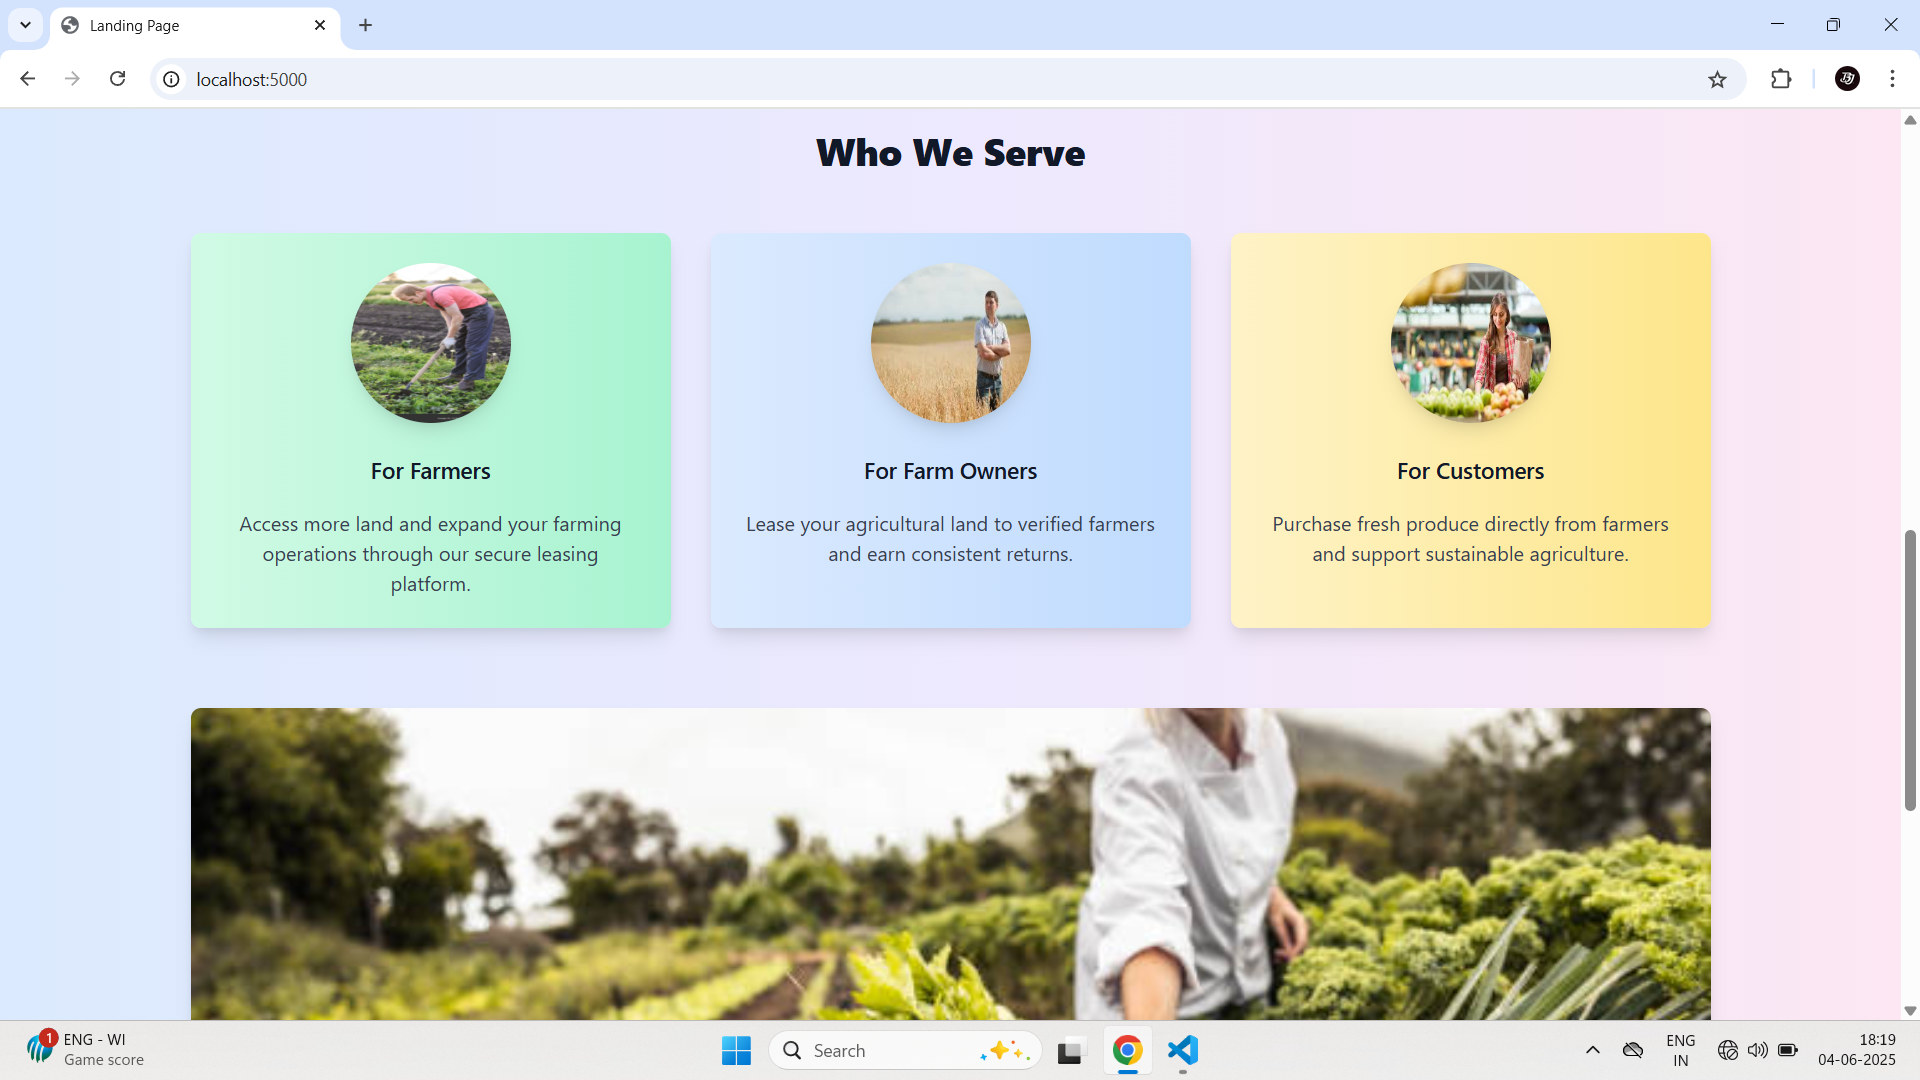 Landing Page
localhost:5000
Who We Serve
For Farmers
Access more land and expand your farming
operations through our secure leasing
platform.
For Farm Owners
Lease your agricultural land to verified farmers
and earn consistent returns.
For Customers
Purchase fresh produce directly from farmers
and support sustainable agriculture.
1
ENG - WI
Game score
Search
ENG
IN
18:19
04-06-2025